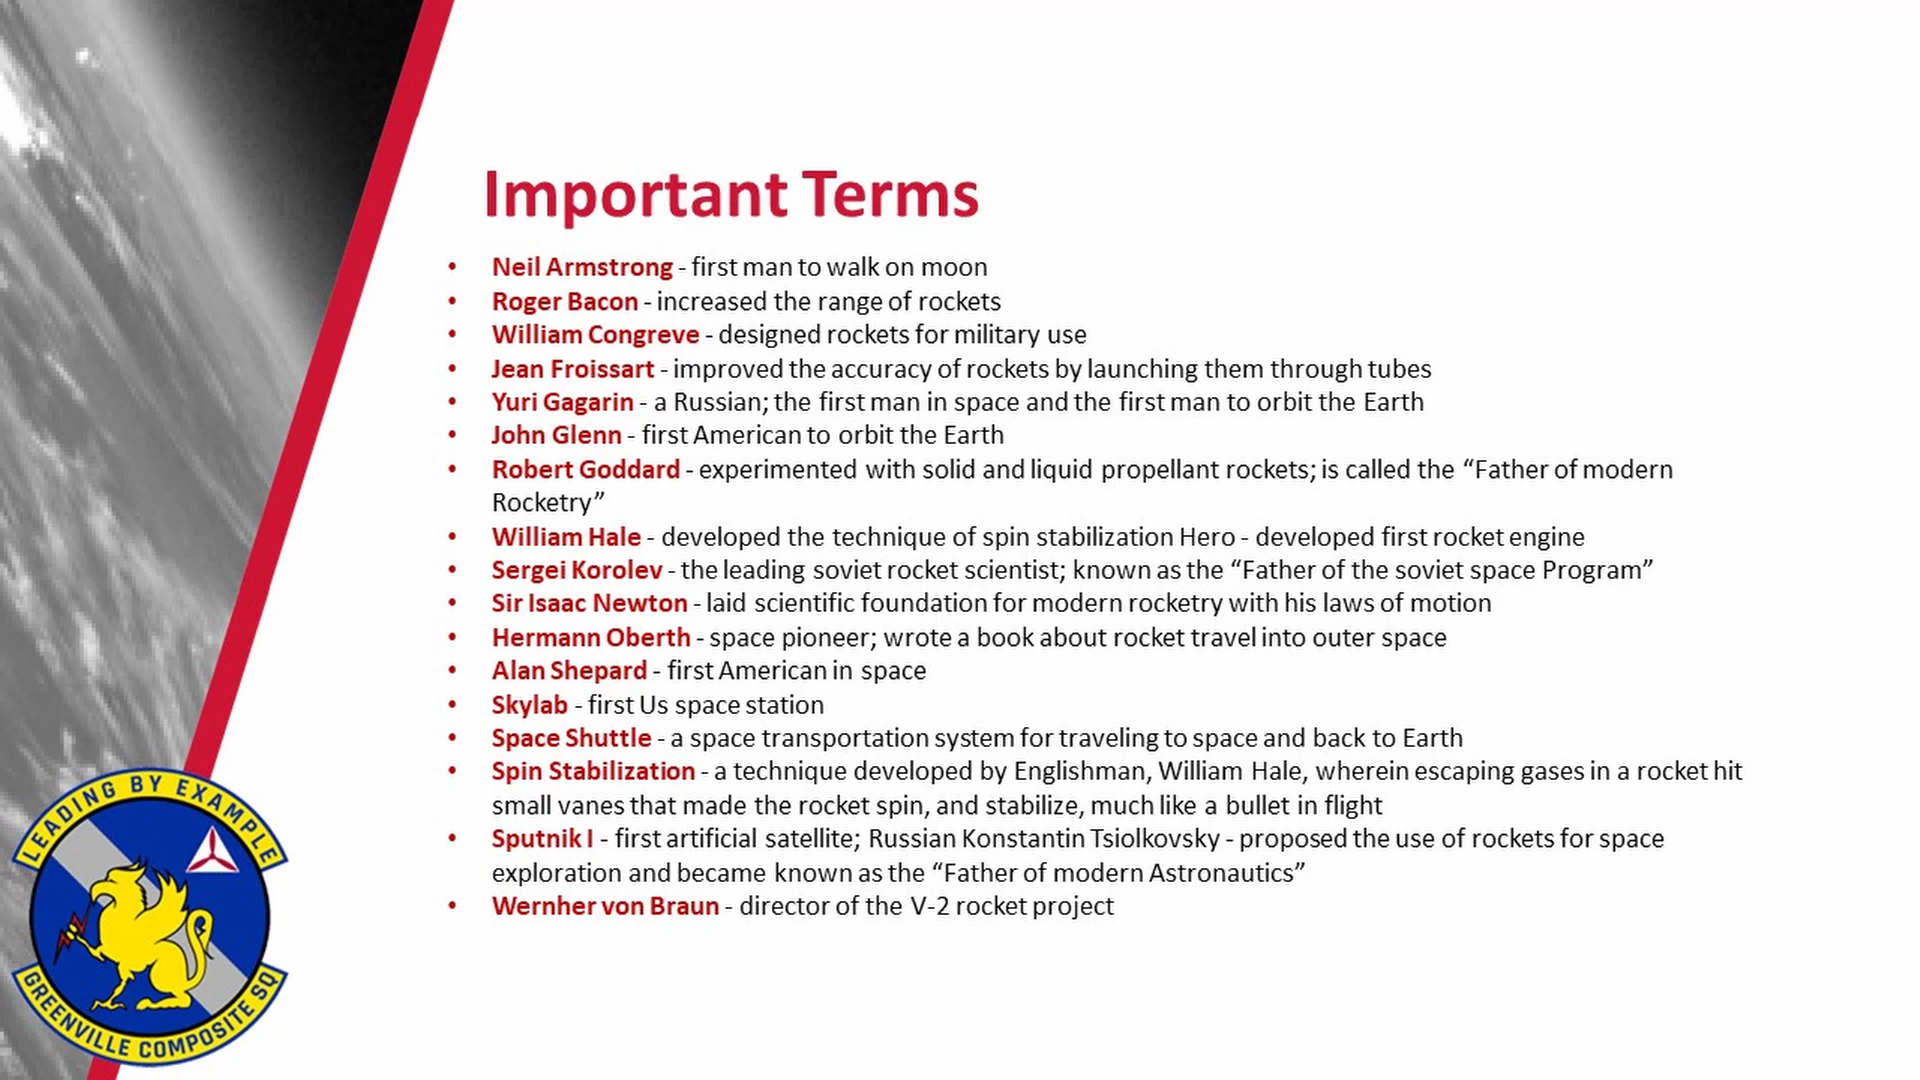 Important Terms
• Neil Armstrong - first man to walk on moon
• Roger Bacon - increased the range of rockets
• William Congreve - designed rockets for military use
• Jean Froissart - improved the accuracy of rockets by launching them through tubes
• Yuri Gagarin - a Russian; the first man in space and the first man to orbit the Earth
• John Glenn - first American to orbit the Earth
• Robert Goddard - experimented with solid and liquid propellant rockets; is called the “Father of modern
Rocketry”
• William Hale - developed the technique of spin stabilization Hero - developed first rocket engine
• Sergei Korolev - the leading soviet rocket scientist; known as the “Father of the soviet space Program”
• Sir Isaac Newton - laid scientific foundation for modern rocketry with his laws of motion
• Hermann Oberth - space pioneer; wrote a book about rocket travel into outer space
• Alan Shepard - first American in space
• Skylab - first Us space station
• Space Shuttle - a space transportation system for traveling to space and back to Earth
• Spin Stabilization - a technique developed by Englishman, William Hale, wherein escaping gases in a rocket hit
small vanes that made the rocket spin, and stabilize, much like a bullet in flight
• Sputnik I - first artificial satellite; Russian Konstantin Tsiolkovsky - proposed the use of rockets for space
exploration and became known as the “Father of modern Astronautics”
• Wernher von Braun - director of the V-2 rocket project
LEADING BY EXAMPLE
GREENVILLE COMPOSITE SQ